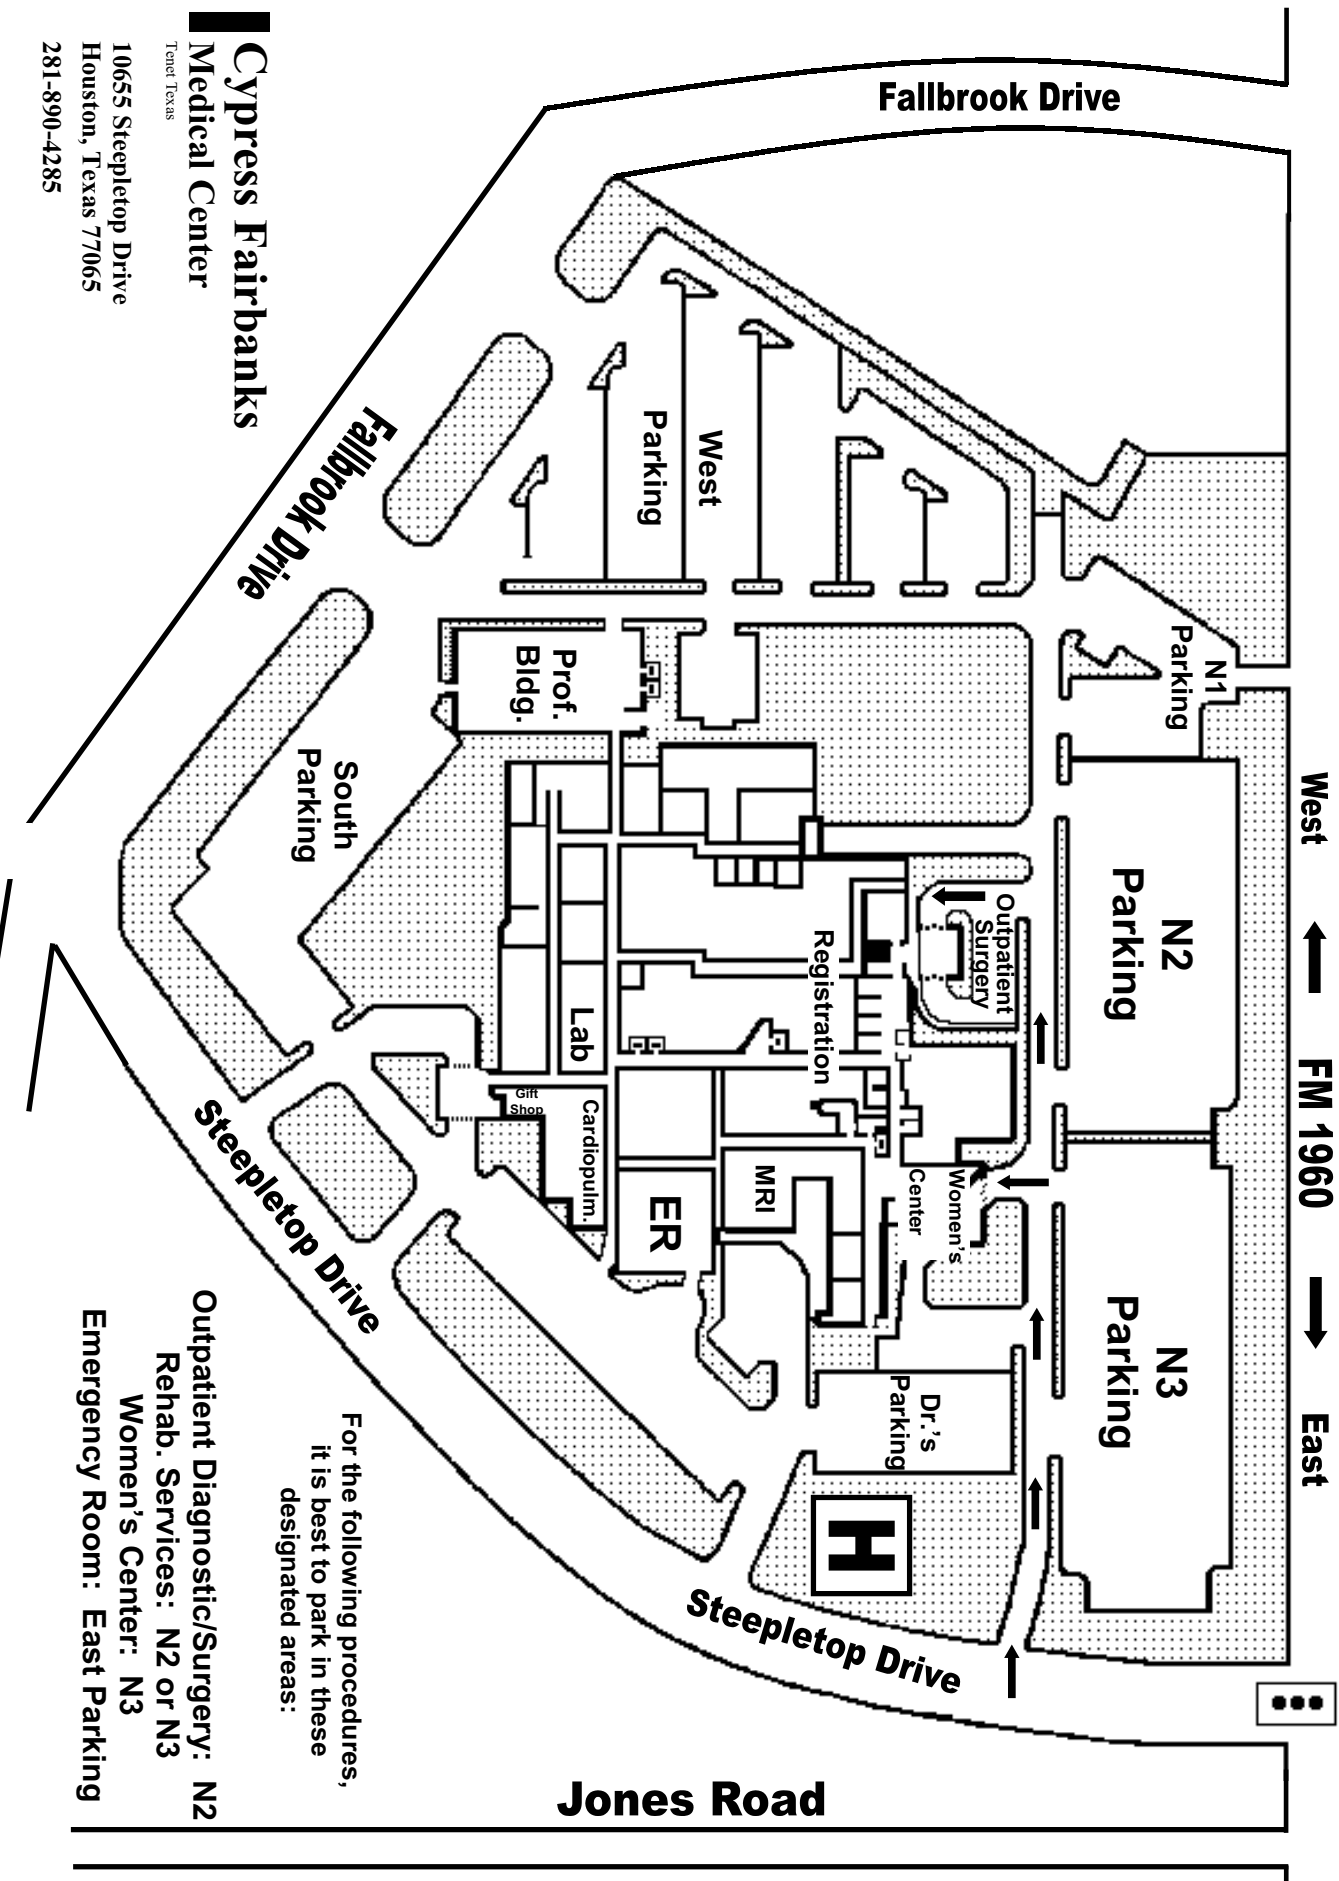 Cypress Fairbanks
Medical Center
Tenet Texas
10655 Steepletop Drive
Houston, Texas 77065
281-890-4285
Fallbrook Drive
Fallbrook Drive
West
FM 1960
East
N1
Parking
N2
Parking
N3
Parking
West
Parking
Prof.
Bldg.
South
Parking
Outpatient
Surgery
Registration
Lab
Gift
Shop
Cardiopulm.
MRI
ER
Women's
Center
Dr.'s
Parking
H
Steepletop Drive
Steepletop Drive
Jones Road
For the following procedures,
it is best to park in these
designated areas:
Outpatient Diagnostic/Surgery: N2
Rehab. Services: N2 or N3
Women's Center: N3
Emergency Room: East Parking